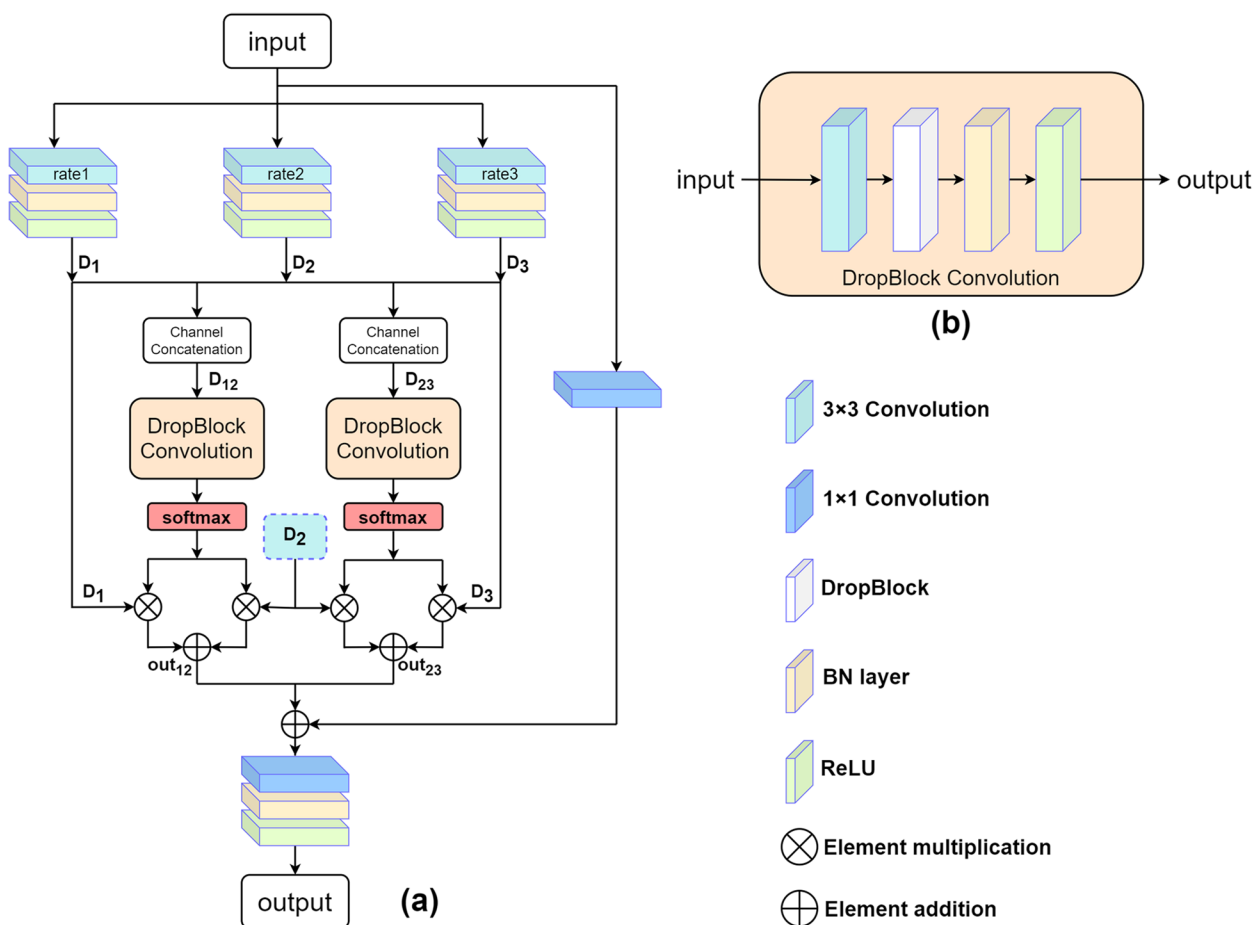 input
rate1
rate2
rate3
D1
D2
D3
Channel
Concatenation
Channel
Concatenation
D12
D23
DropBlock
Convolution
DropBlock
Convolution
softmax
softmax
D2
D1
D3
out12
out23
output
(a)
input
output
DropBlock Convolution
(b)
3×3 Convolution
1×1 Convolution
DropBlock
BN layer
ReLU
Element multiplication
Element addition